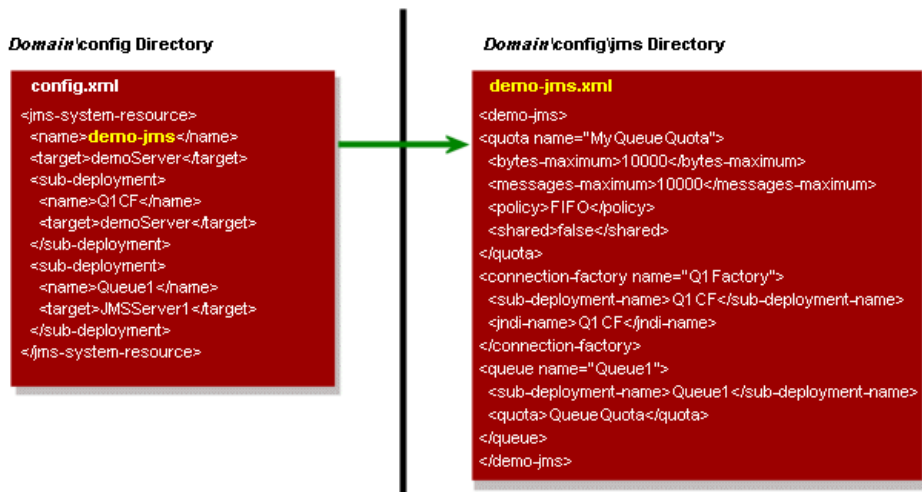 Domain\config Directory
config.xml
<jms-system-resource>
<name>demo-jms</name>
<target>demoServer</target>
<sub-deployment>
<name>Q1CF</name>
<target>demoServer</target>
</sub-deployment>
<sub-deployment>
<name>Queue1</name>
<target>JMSServer1</target>
</sub-deployment>
</jms-system-resource>
Domain\config\jms Directory
demo-jms.xml
<demo-jms>
<quota name="MyQueueQuota">
<bytes-maximum>10000</bytes-maximum>
<messages-maximum>10000</messages-maximum>
<policy>FIFO</policy>
<shared>false</shared>
</quota>
<connection-factory name="Q1Factory">
<sub-deployment-name>Q1CF</sub-deployment-name>
<jndi-name>Q1CF</jndi-name>
</connection-factory>
<queue name="Queue1">
<sub-deployment-name>Queue1</sub-deployment-name>
<quota>QueueQuota</quota>
</queue>
</demo-jms>